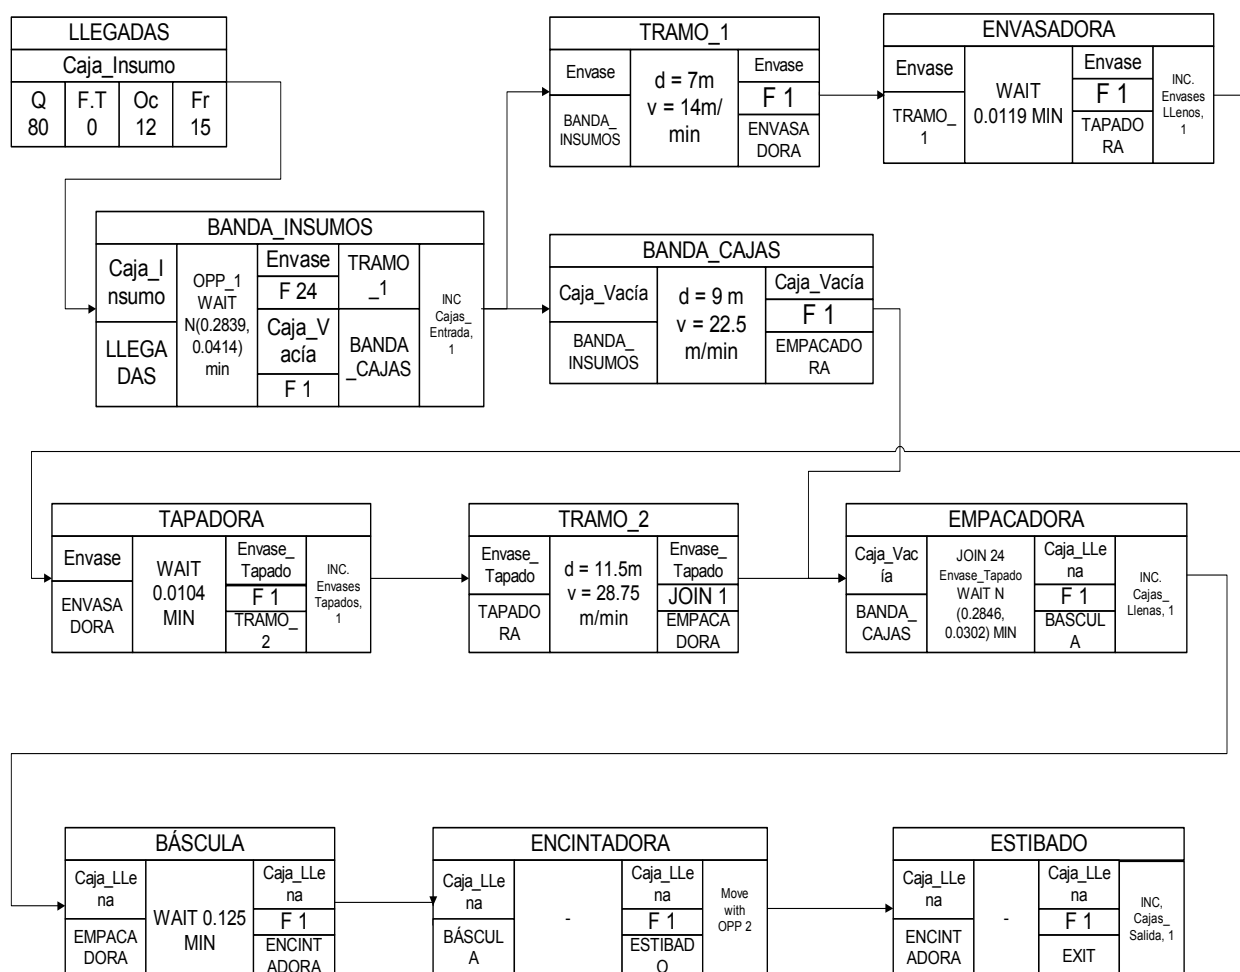 LLEGADAS
Caja_Insumo
Q
80
F.T
0
Oc
12
Fr
15
TRAMO_1
Envase
BANDA_
INSUMOS
d = 7m
v = 14m/
min
Envase
F 1
ENVASA
DORA
ENVASADORA
Envase
TRAMO_
1
WAIT
0.0119 MIN
Envase
F 1
TAPADO
RA
INC.
Envases
LLenos,
1
BANDA_INSUMOS
Caja_I
nsumo
LLEGA
DAS
OPP_1
WAIT
N(0.2839,
0.0414)
min
Envase
F 24
Caja_V
acía
F 1
TRAMO
_1
BANDA
_CAJAS
INC
Cajas_
Entrada,
1
BANDA_CAJAS
Caja_Vacía
BANDA_
INSUMOS
d = 9 m
v = 22.5
m/min
Caja_Vacía
F 1
EMPACADO
RA
TAPADORA
Envase
ENVASA
DORA
WAIT
0.0104
MIN
Envase_
Tapado
F 1
TRAMO_
2
INC.
Envases
Tapados,
1
TRAMO_2
Envase_
Tapado
TAPADO
RA
d = 11.5m
v = 28.75
m/min
Envase_
Tapado
JOIN 1
EMPACA
DORA
EMPACADORA
Caja_Vac
ía
BANDA_
CAJAS
JOIN 24
Envase_Tapado
WAIT N
(0.2846,
0.0302) MIN
Caja_LLe
na
F 1
BASCUL
A
INC.
Cajas_
Llenas, 1
BÁSCULA
Caja_LLe
na
EMPACA
DORA
WAIT 0.125
MIN
Caja_LLe
na
F 1
ENCINT
ADORA
ENCINTADORA
Caja_LLe
na
BÁSCUL
A
-
Caja_LLe
na
F 1
ESTIBAD
O
Move
with
OPP 2
ESTIBADO
Caja_LLe
na
ENCINT
ADORA
-
Caja_LLe
na
F 1
EXIT
INC,
Cajas_
Salida, 1